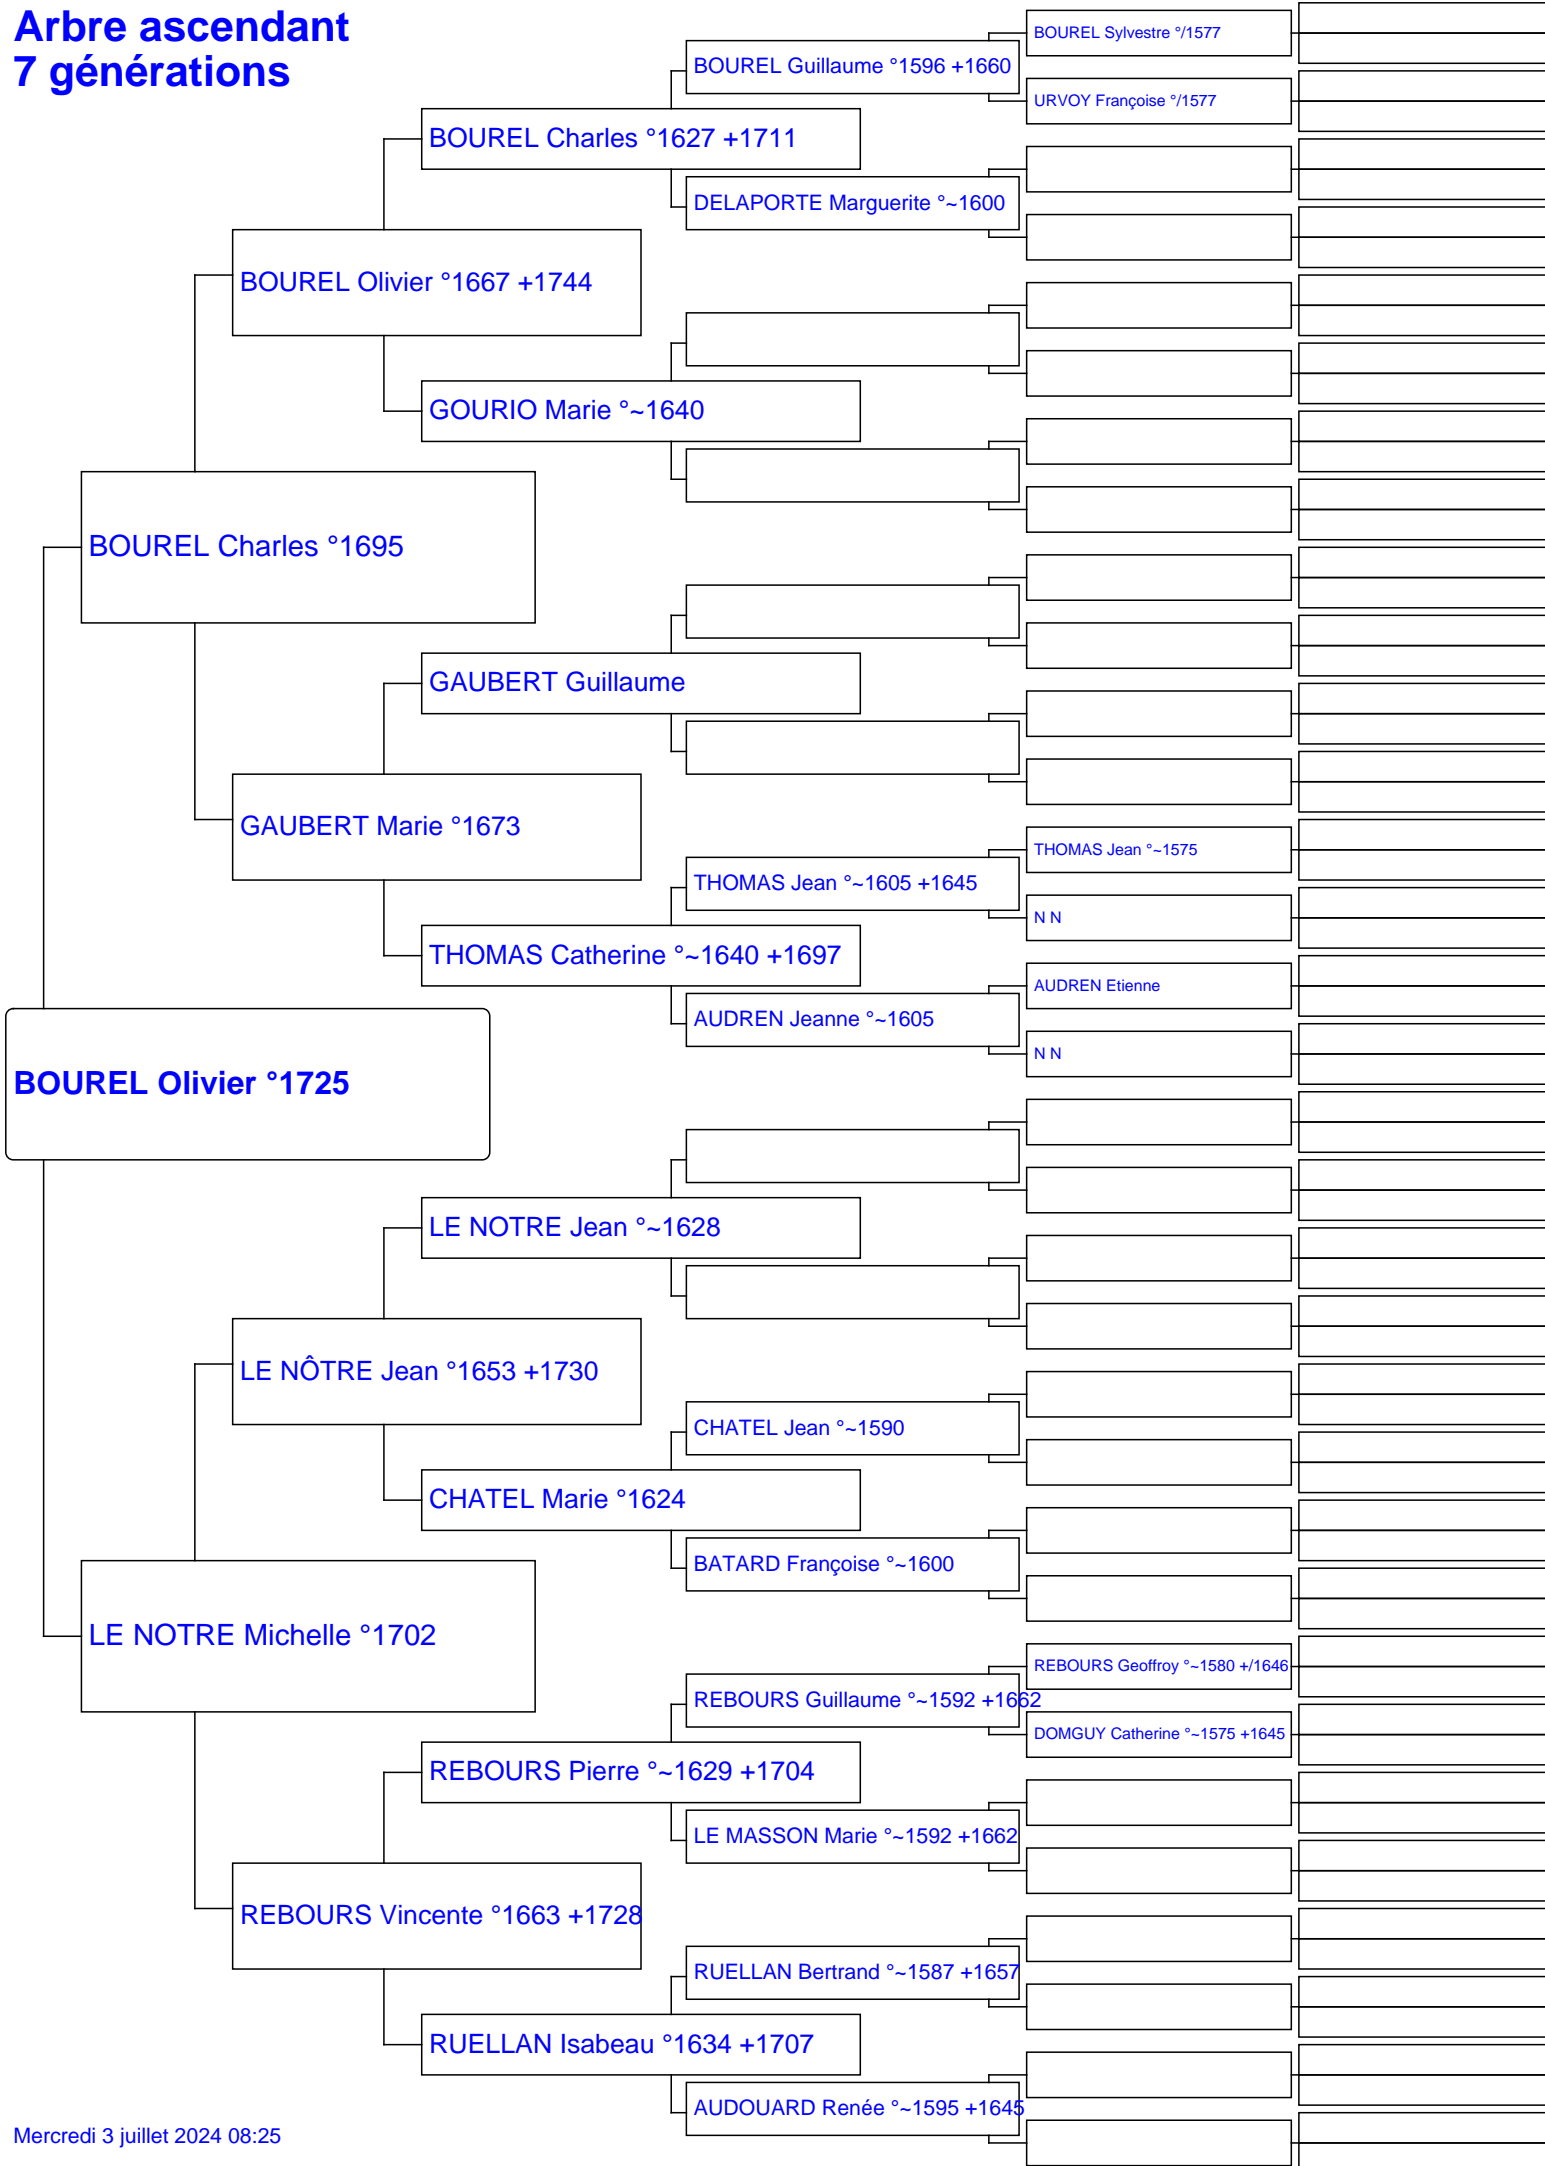 Arbre ascendant
7 générations
BOUREL Sylvestre °/1577
BOUREL Guillaume °1596 +1660
URVOY Françoise °/1577
BOUREL Charles °1627 +1711
DELAPORTE Marguerite °~1600
BOUREL Olivier °1667 +1744
GOURIO Marie °~1640
BOUREL Charles °1695
GAUBERT Guillaume
GAUBERT Marie °1673
THOMAS Jean °~1575
THOMAS Jean °~1605 +1645
N N
THOMAS Catherine °~1640 +1697
AUDREN Etienne
AUDREN Jeanne °~1605
N N
BOUREL Olivier °1725
LE NOTRE Jean °~1628
LE NÔTRE Jean °1653 +1730
CHATEL Jean °~1590
CHATEL Marie °1624
BATARD Françoise °~1600
LE NOTRE Michelle °1702
REBOURS Geoffroy °~1580 +/1646
REBOURS Guillaume °~1592 +1662
DOMGUY Catherine °~1575 +1645
REBOURS Pierre °~1629 +1704
LE MASSON Marie °~1592 +1662
REBOURS Vincente °1663 +1728
RUELLAN Bertrand °~1587 +1657
RUELLAN Isabeau °1634 +1707
AUDOUARD Renée °~1595 +1645
Mercredi 3 juillet 2024 08:25